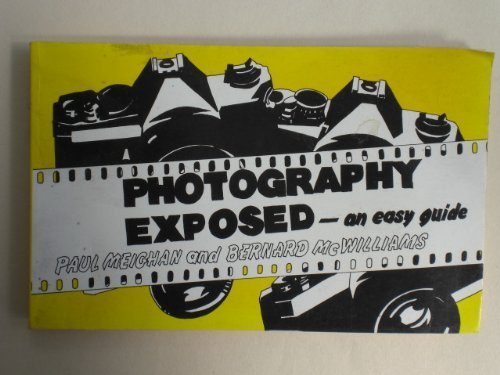 PHOTOGRAPHY
EXPOSED – an easy guide
PAUL MEIGHAN and BERNARD McWILLIAMS